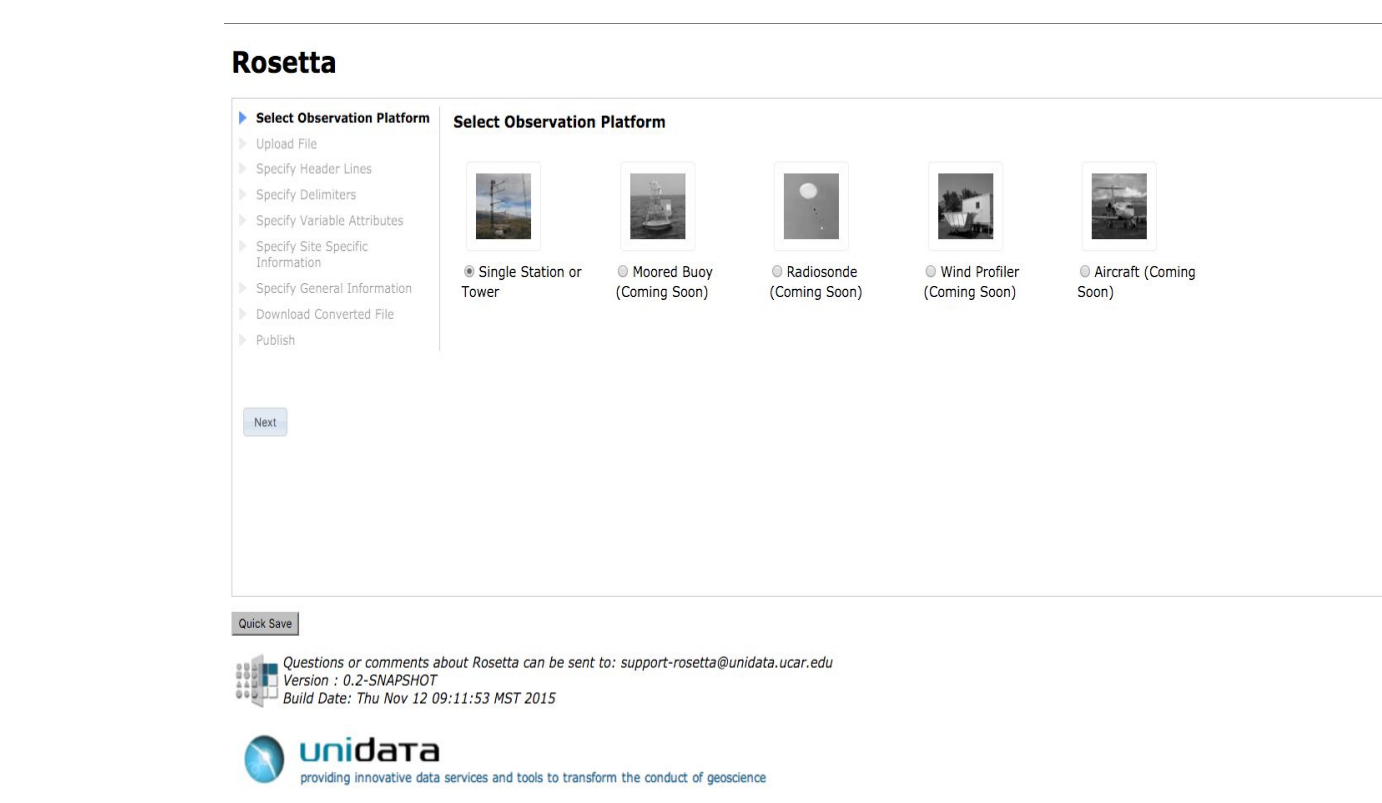 Rosetta
Select Observation Platform
Upload File
Specify Header Lines
Specify Delimiters
Specify Variable Attributes
Specify Site Specific
Information
Specify General Information
Download Converted File
Publish
Next
Select Observation Platform
Single Station or
Tower
Moored Buoy
(Coming Soon)
Radiosonde
(Coming Soon)
Wind Profiler
(Coming Soon)
Aircraft (Coming
Soon)
Quick Save
Questions or comments about Rosetta can be sent to: support-rosetta@unidata.ucar.edu
Version : 0.2-SNAPSHOT
Build Date: Thu Nov 12 09:11:53 MST 2015
unidata
providing innovative data services and tools to transform the conduct of geoscience